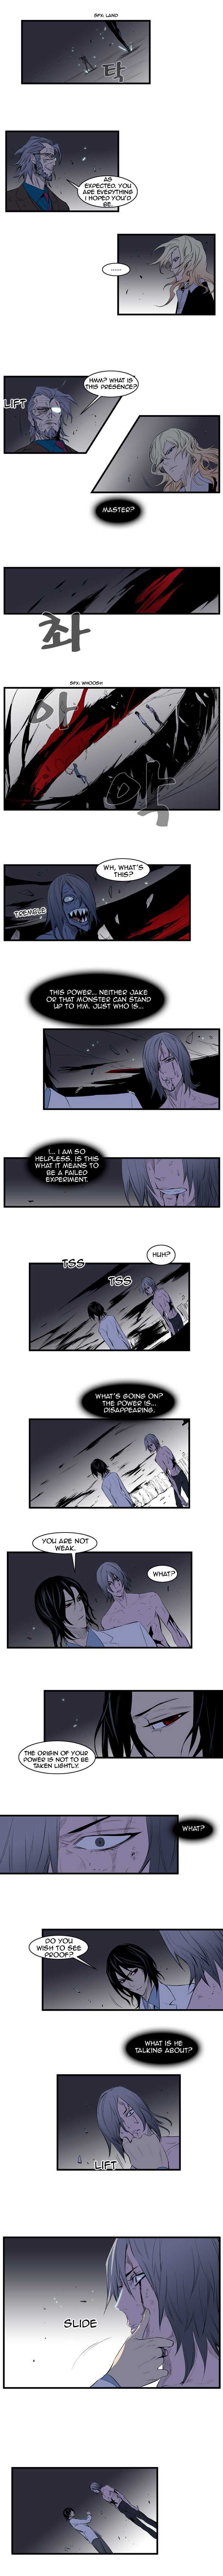 SFX: LAND
탁
AS
EXPECTED, YOU
ARE EVERYTHING
I HOPED YOU'D
BE.
......
HMM? WHAT IS
THIS PRESENCE?
LIFT
MASTER?
촤
SFX: WHOOSH
아
악
WH, WHAT'S
THIS?
TREMBLE
THIS POWER... NEITHER JAKE
OR THAT MONSTER CAN STAND
UP TO HIM. JUST WHO IS...
I... I AM SO
HELPLESS. IS THIS
WHAT IT MEANS TO
BE A FAILED
EXPERIMENT.
HUH?
TSS
TSS
WHAT'S GOING ON?
THE POWER IS...
DISAPPEARING.
YOU ARE NOT
WEAK.
WHAT?
THE ORIGIN OF YOUR
POWER IS NOT TO BE
TAKEN LIGHTLY.
WHAT?
DO YOU
WISH TO SEE
PROOF?
WHAT IS HE
TALKING ABOUT?
LIFT
SLIDE